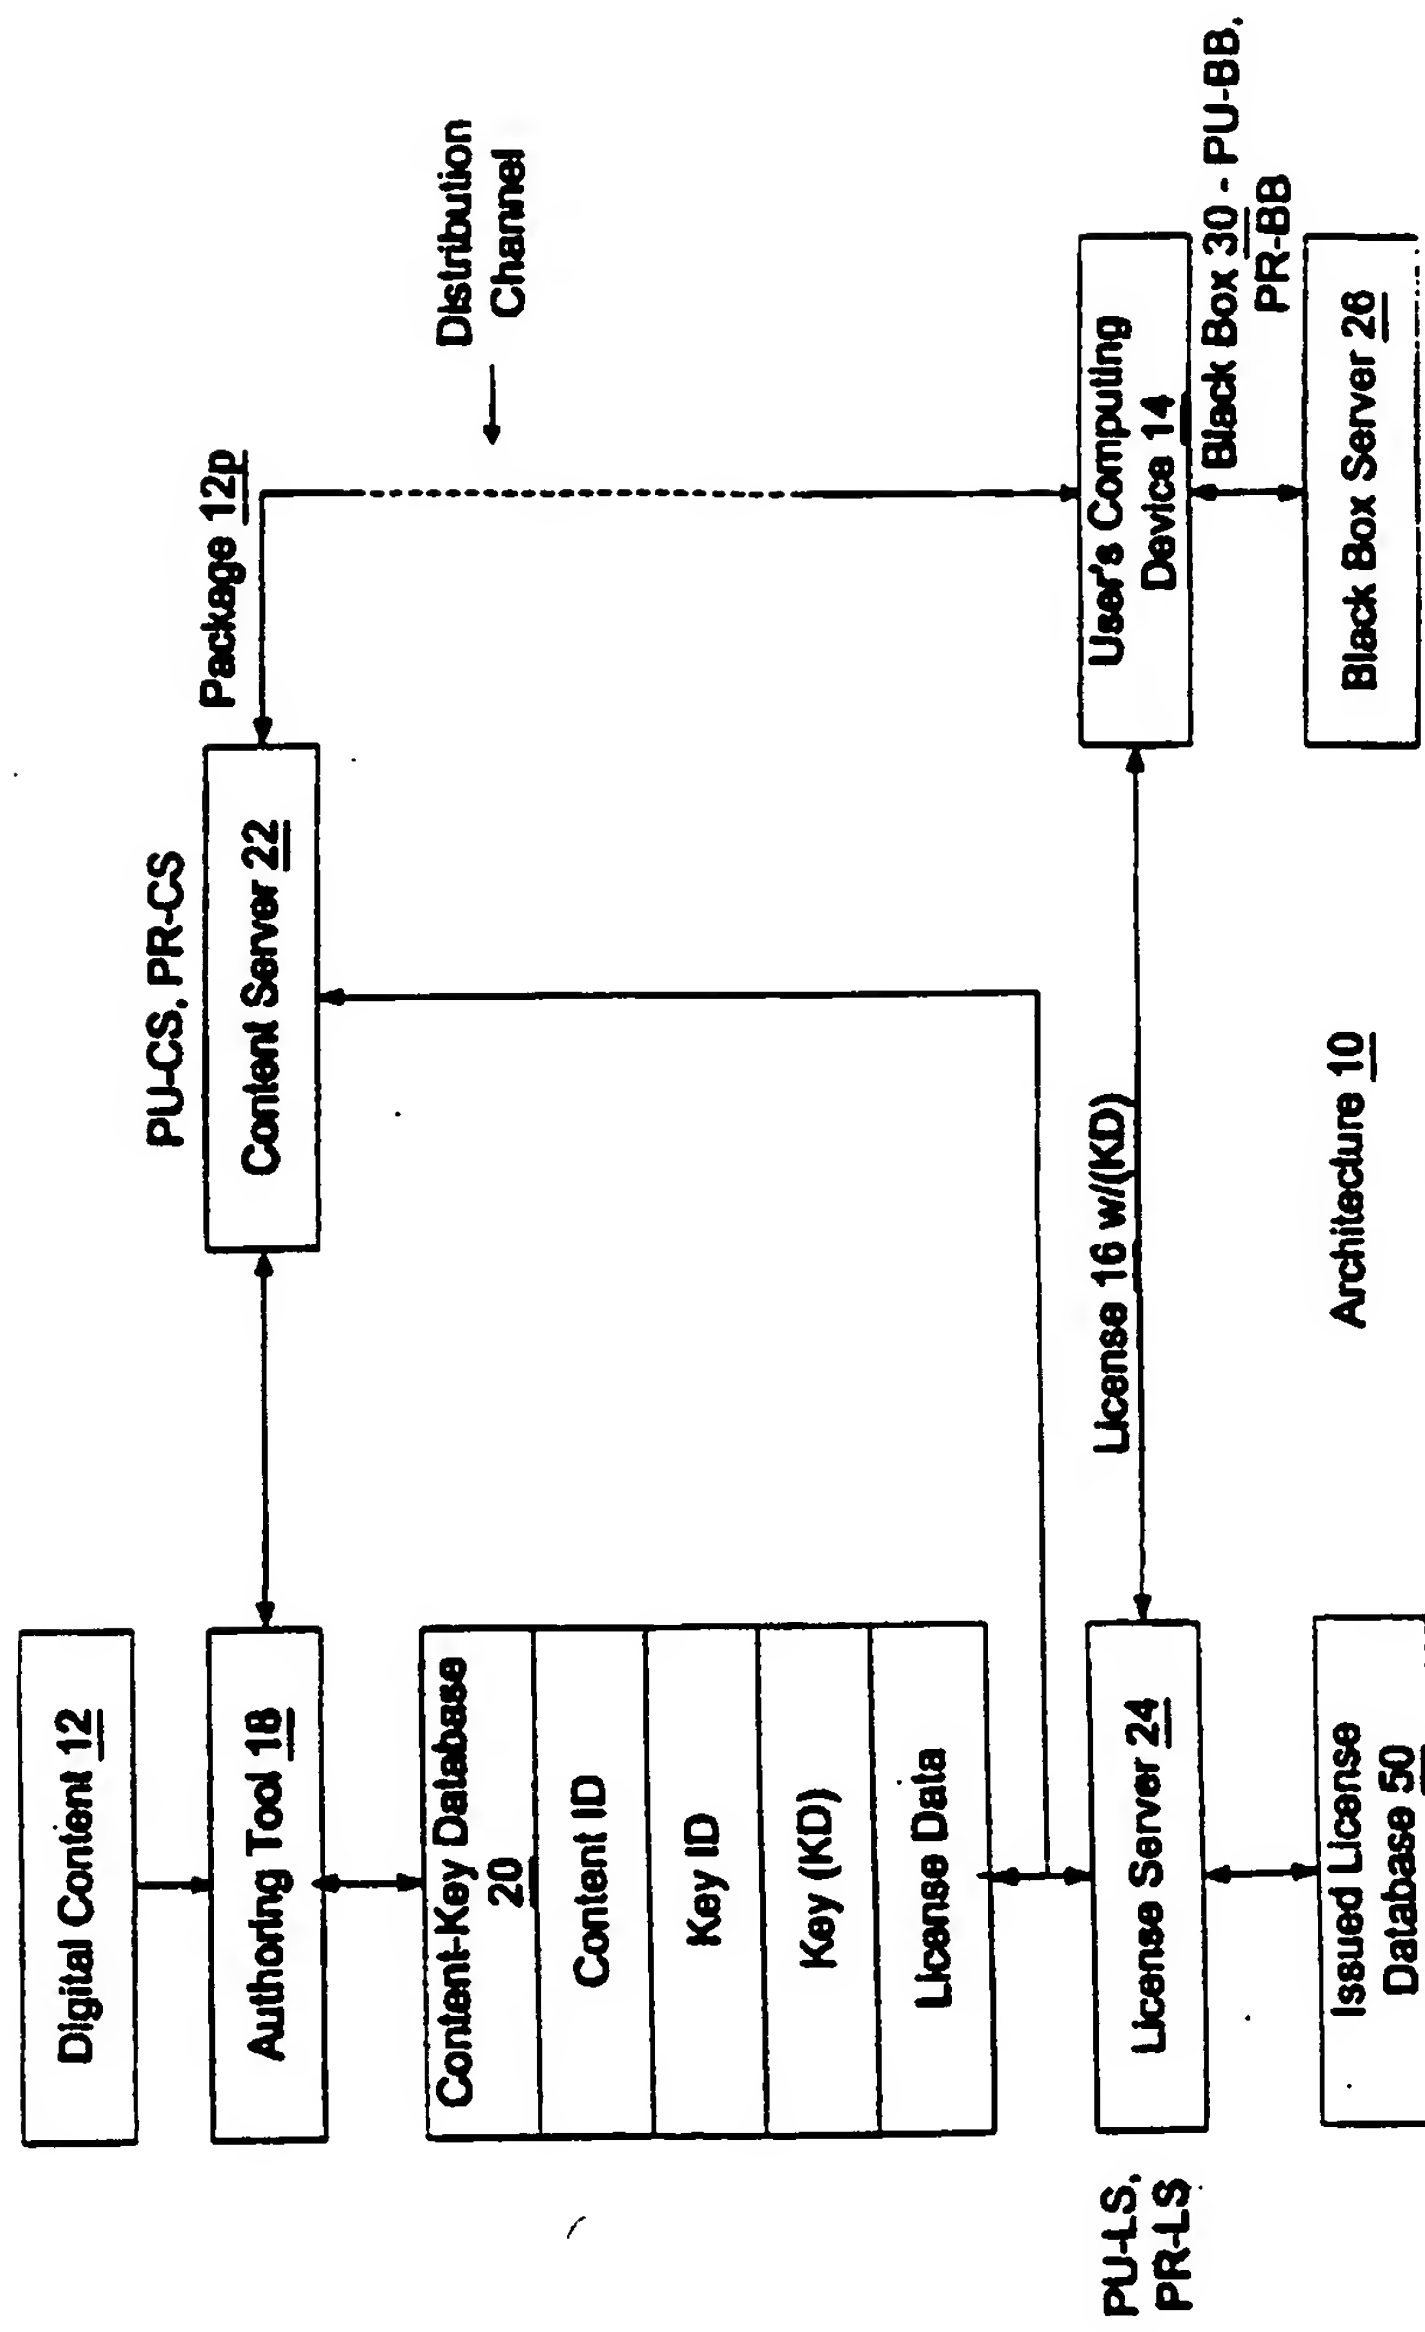 Digital Content 12
Authoring Tool 18
Content-Key Database
20
Content ID
Key ID
Key (KD)
License Data
PU-LS,
PR-LS
License Server 24
Issued License
Database 50
PU-CS, PR-CS
Content Server 22
Package 12p
Distribution
Channel
License 16 w/(KD)
User's Computing
Device 14
Black Box 30 - PU-BB,
PR-BB
Black Box Server 26
Architecture 10